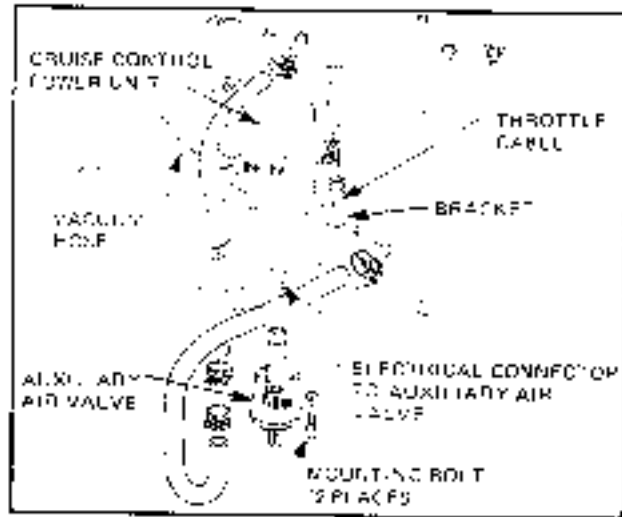 CRUISE CONTROL
POWER UNIT
THROTTLE
CABLE
BRACKET
VACUUM
HOSE
AUXILIARY
AIR VALVE
ELECTRICAL CONNECTOR
TO AUXILIARY AIR
VALVE
MOUNTING BOLT
2 PLACES